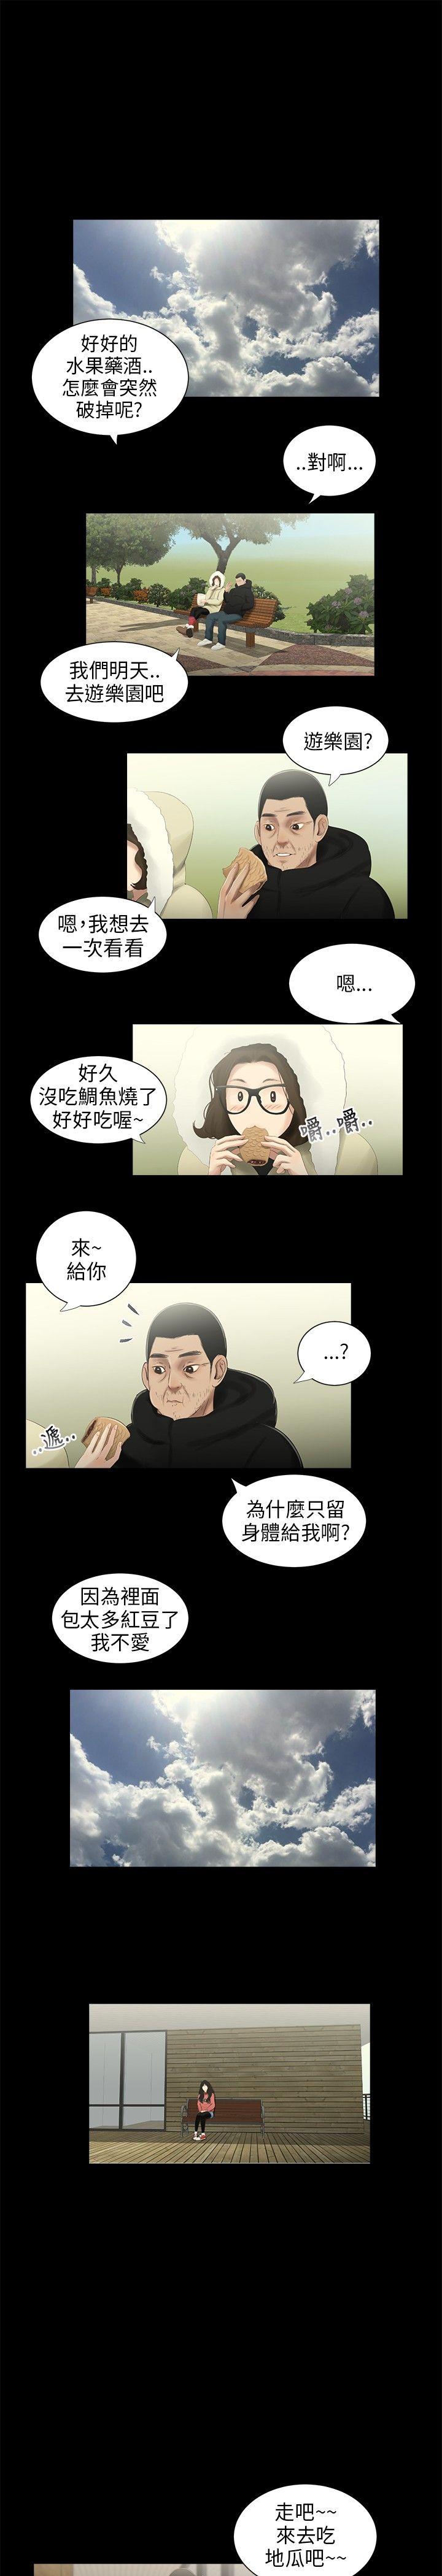 好好的
水果藥酒..
怎麼會突然
破掉呢?
..對啊...
我們明天..
去遊樂園吧
遊樂園?
嗯,我想去
一次看看
嗯...
好久
沒吃鯛魚燒了
好好吃喔~
嚼..嚼..
來~
給你
...?
..遞..
為什麼只留
身體給我啊?
因為裡面
包太多紅豆了
我不愛
走吧~~
來去吃
地瓜吧~~